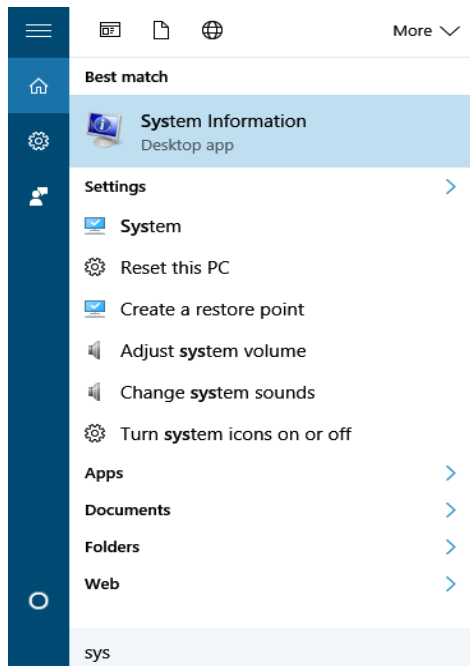 More
Best match
System Information
Desktop app
Settings
System
Reset this PC
Create a restore point
Adjust system volume
Change system sounds
Turn system icons on or off
Apps
Documents
Folders
Web
sys